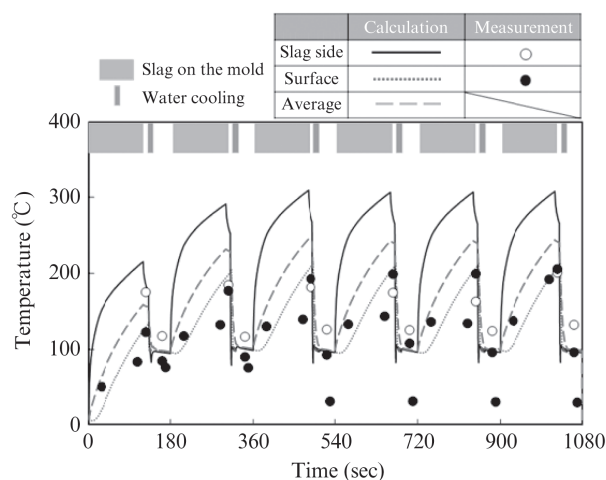 Calculation Measurement
Slag side
Surface
Average
Slag on the mold
Water cooling
400
300
200
100
0
Temperature (℃)
0 180 360 540 720 900 1080
Time (sec)